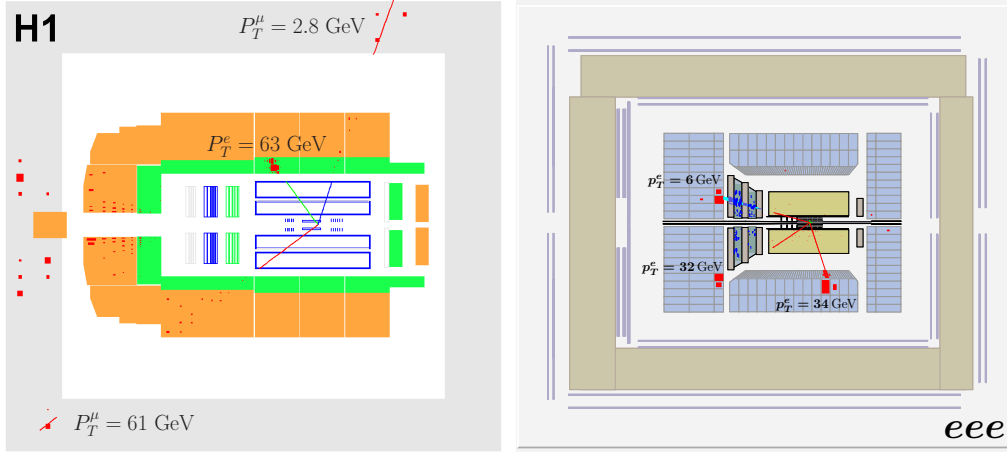 H1
P_T^μ = 2.8 GeV
P_T^e = 63 GeV
P_T^μ = 61 GeV
p_T^e = 6 GeV
p_T^e = 32 GeV
p_T^e = 34 GeV
eee